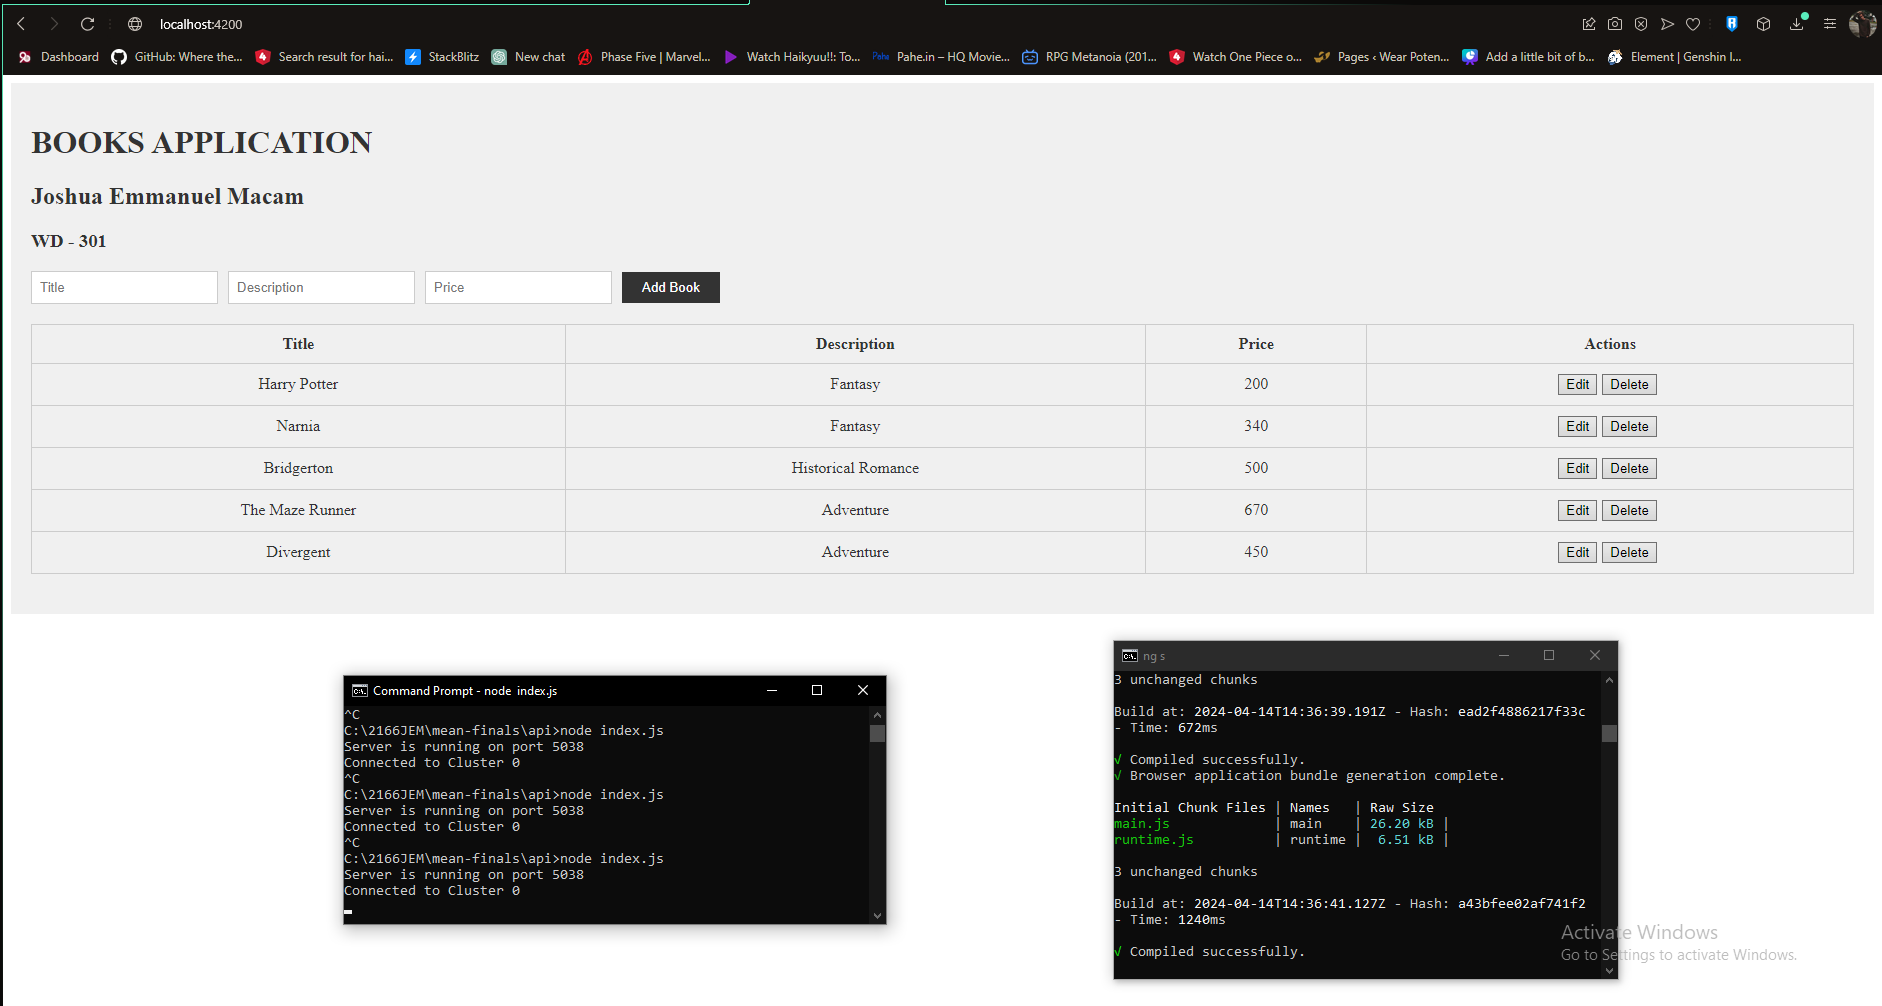 localhost:4200
Dashboard GitHub: Where the... Search result for hai... StackBlitz New chat Phase Five | Marvel... Watch Haikyuu!!: To... Pahe.in – HQ Movie... RPG Metanoia (201... Watch One Piece o... Pages ‹ Wear Poten... Add a little bit of b... Element | Genshin I...
BOOKS APPLICATION
Joshua Emmanuel Macam
WD - 301
Title Description Price Add Book
Title Description Price Actions
Harry Potter Fantasy 200 Edit Delete
Narnia Fantasy 340 Edit Delete
Bridgerton Historical Romance 500 Edit Delete
The Maze Runner Adventure 670 Edit Delete
Divergent Adventure 450 Edit Delete
Command Prompt - node index.js
^C
C:\2166JEM\mean-finals\api>node index.js
Server is running on port 5038
Connected to Cluster 0
^C
C:\2166JEM\mean-finals\api>node index.js
Server is running on port 5038
Connected to Cluster 0
^C
C:\2166JEM\mean-finals\api>node index.js
Server is running on port 5038
Connected to Cluster 0
ng s
3 unchanged chunks
Build at: 2024-04-14T14:36:39.191Z - Hash: ead2f4886217f33c
- Time: 672ms
√ Compiled successfully.
√ Browser application bundle generation complete.
Initial Chunk Files | Names | Raw Size
main.js | main | 26.20 kB |
runtime.js | runtime | 6.51 kB |
3 unchanged chunks
Build at: 2024-04-14T14:36:41.127Z - Hash: a43bfee02af741f2
- Time: 1240ms
√ Compiled successfully.
Activate Windows
Go to Settings to activate Windows.